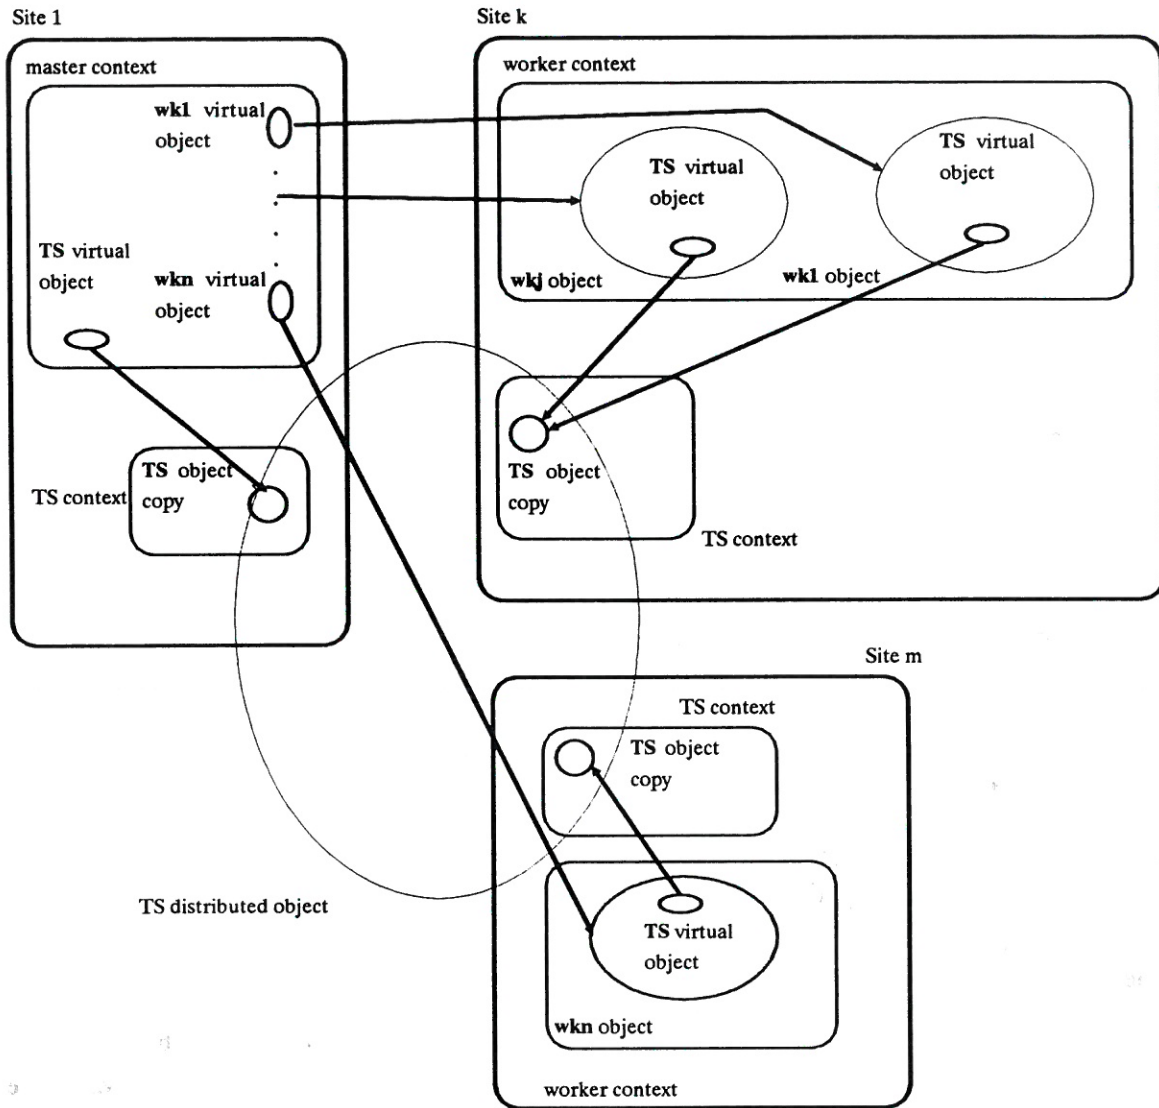 Site 1
master context
wk1 virtual
object
TS virtual
object
wkn virtual
object
TS object
copy
TS context
Site k
worker context
TS virtual
object
TS virtual
object
wkj object
wk1 object
TS object
copy
TS context
Site m
TS context
TS object
copy
TS virtual
object
wkn object
worker context
TS distributed object